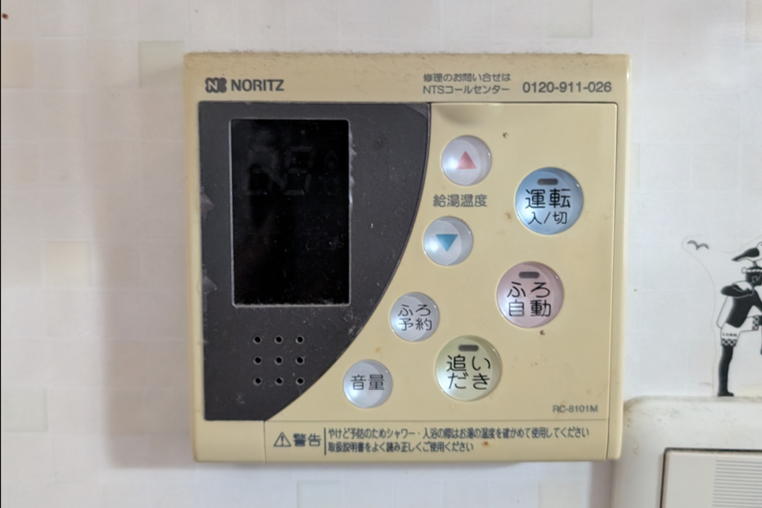 NORITZ
修理のお問い合せは
NTSコールセンター 0120-911-026
給湯温度
運転
入/切
ふろ
自動
ふろ
予約
追い
だき
音量
RC-8101M
警告
やけど予防のためシャワー・入浴の際はお湯の温度を確かめて使用してください
取扱説明書をよく読み正しくご使用ください